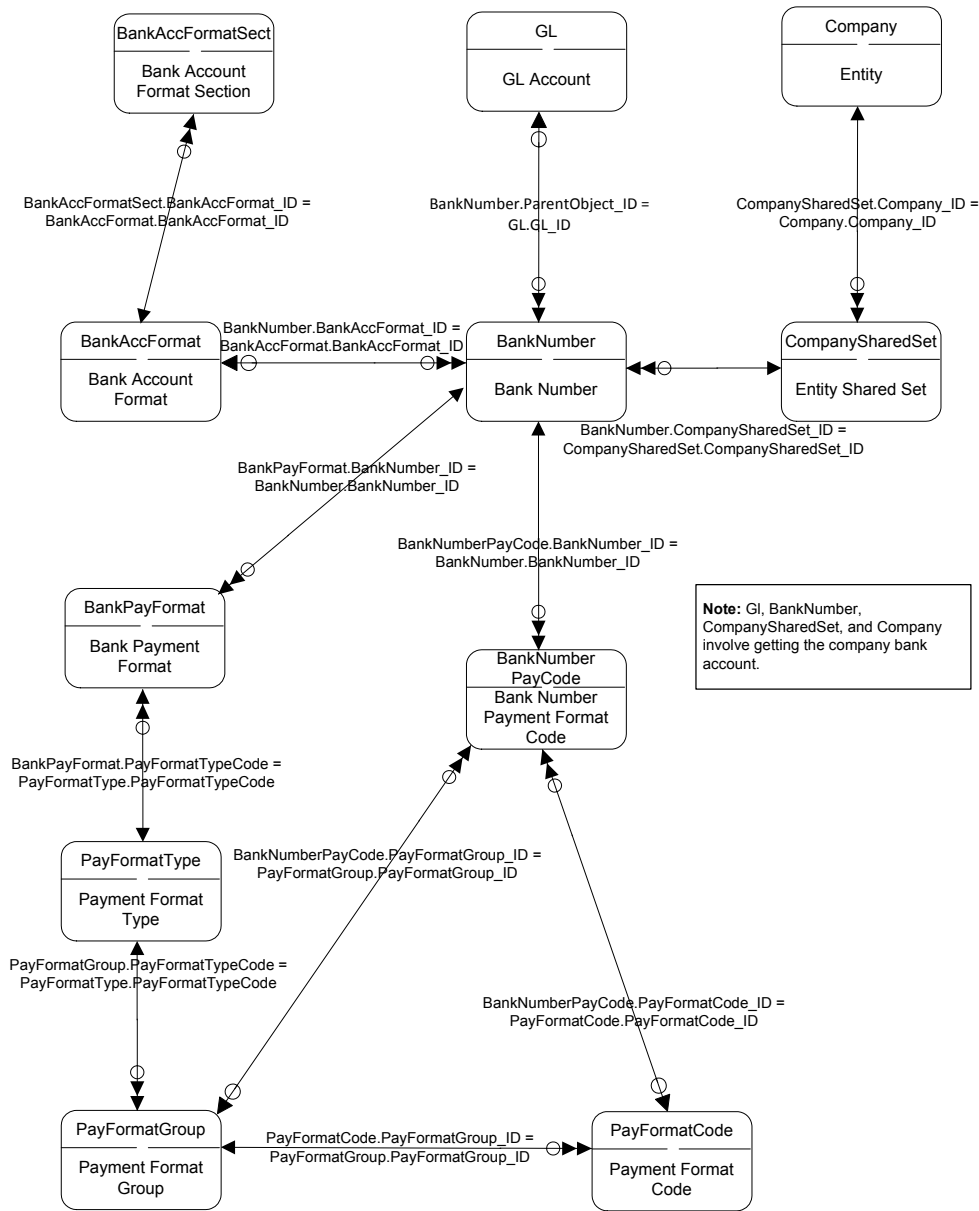 BankAccFormatSect
Bank Account
Format Section
GL
GL Account
Company
Entity
BankAccFormatSect.BankAccFormat_ID =
BankAccFormat.BankAccFormat_ID
BankNumber.ParentObject_ID =
GL.GL_ID
CompanySharedSet.Company_ID =
Company.Company_ID
BankAccFormat
Bank Account
Format
BankNumber.BankAccFormat_ID =
BankAccFormat.BankAccFormat_ID
BankNumber
Bank Number
CompanySharedSet
Entity Shared Set
BankNumber.CompanySharedSet_ID =
CompanySharedSet.CompanySharedSet_ID
BankPayFormat.BankNumber_ID =
BankNumber.BankNumber_ID
BankNumberPayCode.BankNumber_ID =
BankNumber.BankNumber_ID
BankPayFormat
Bank Payment
Format
Note: Gl, BankNumber,
CompanySharedSet, and Company
involve getting the company bank
account.
BankNumber
PayCode
Bank Number
Payment Format
Code
BankPayFormat.PayFormatTypeCode =
PayFormatType.PayFormatTypeCode
PayFormatType
Payment Format
Type
BankNumberPayCode.PayFormatGroup_ID =
PayFormatGroup.PayFormatGroup_ID
PayFormatGroup.PayFormatTypeCode =
PayFormatType.PayFormatTypeCode
BankNumberPayCode.PayFormatCode_ID =
PayFormatCode.PayFormatCode_ID
PayFormatGroup
Payment Format
Group
PayFormatCode.PayFormatGroup_ID =
PayFormatGroup.PayFormatGroup_ID
PayFormatCode
Payment Format
Code